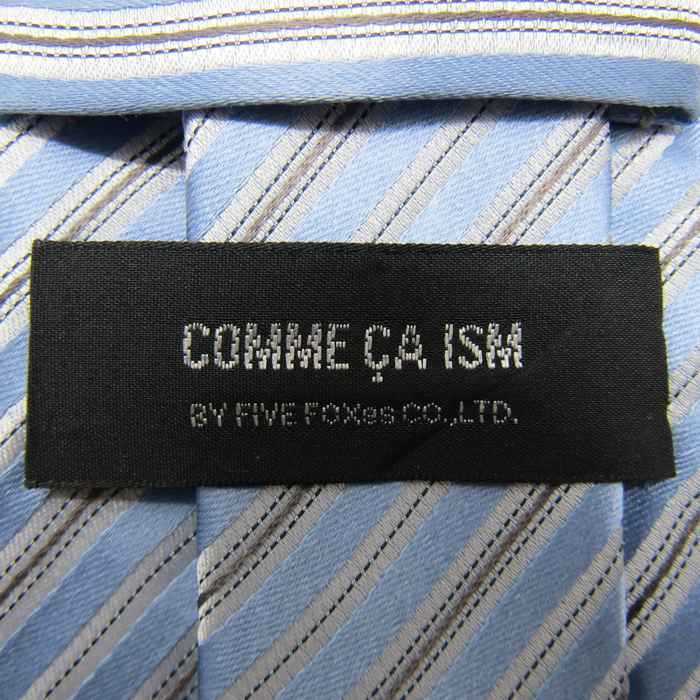 COMME ÇA ISM
BY FIVE FOXes CO.,LTD.